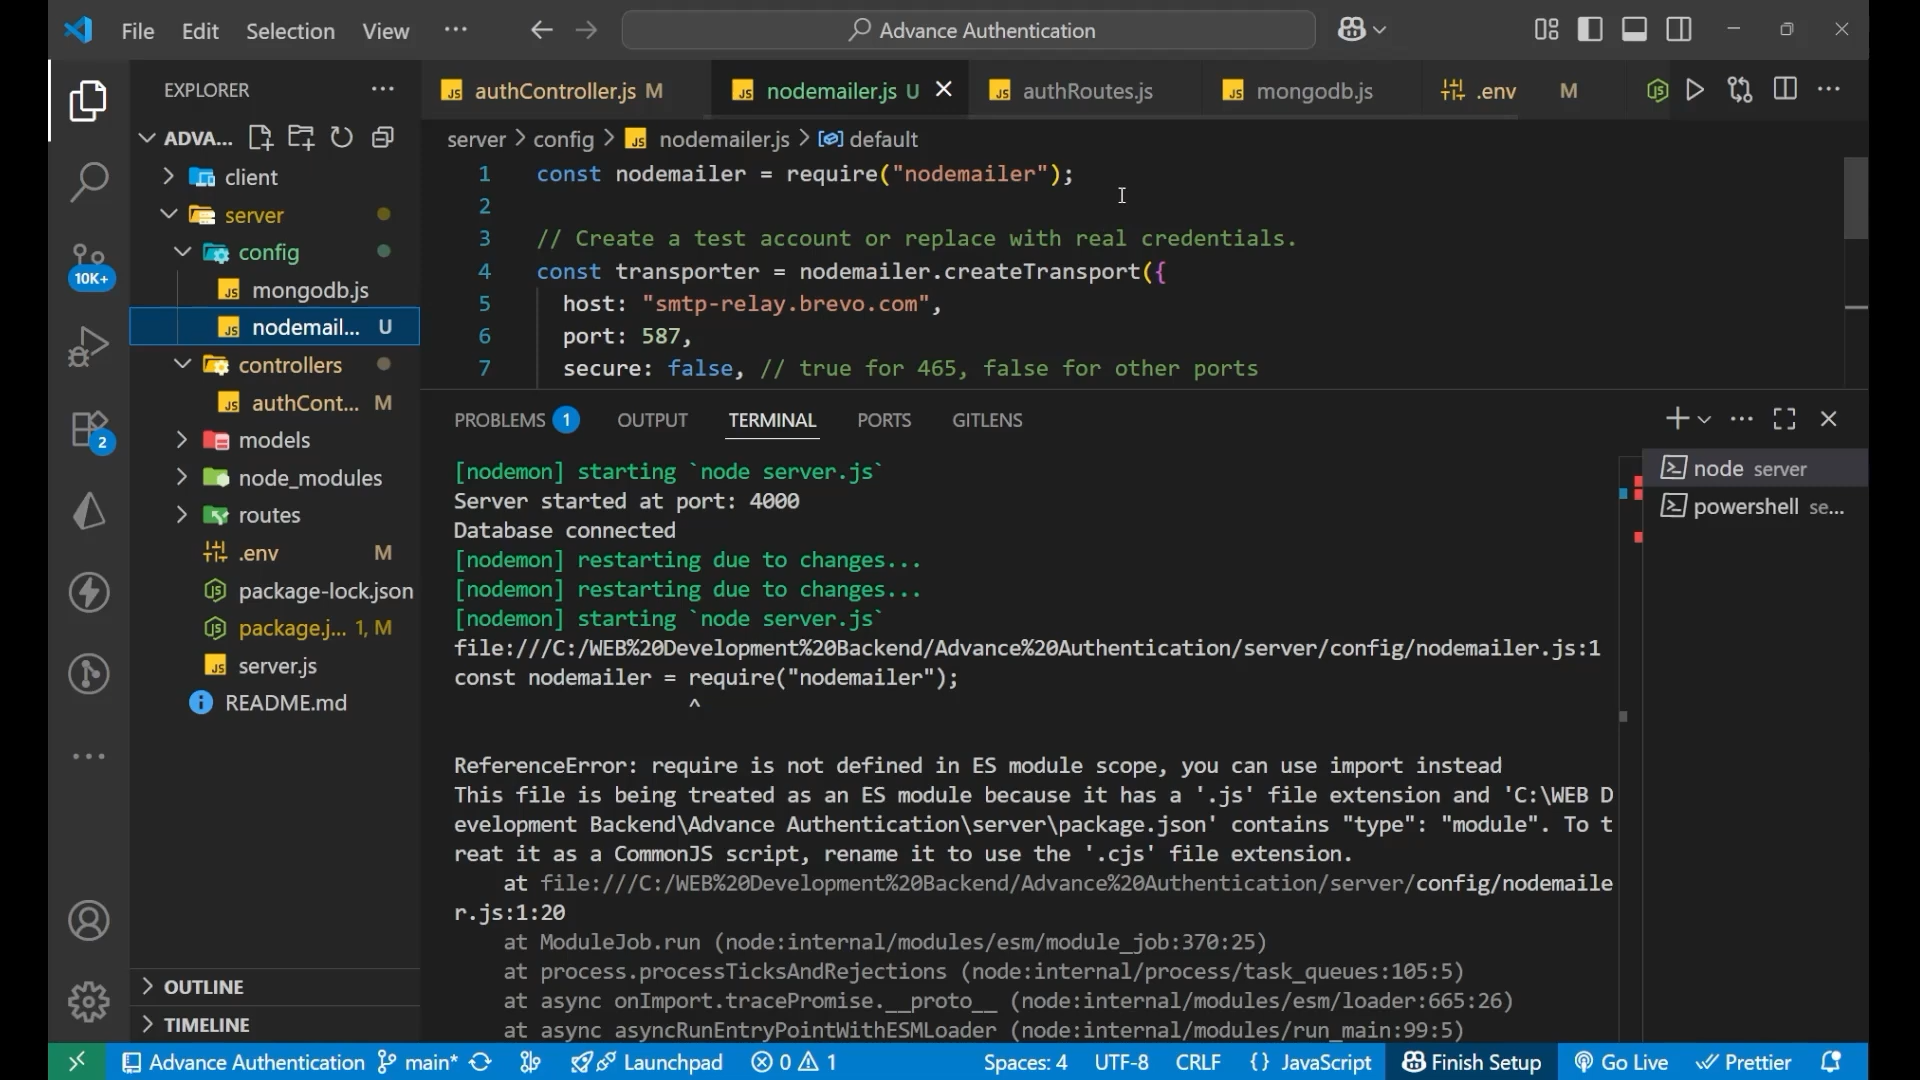 File Edit Selection View ··· Advance Authentication
EXPLORER ···
ADVA...
client
server
config
mongodb.js
nodemail... U
controllers
authCont... M
models
node_modules
routes
.env M
package-lock.json
package.j... 1, M
server.js
README.md
OUTLINE
TIMELINE
10K+
2
authController.js M nodemailer.js U authRoutes.js mongodb.js .env M
server > config > JS nodemailer.js > default
1 const nodemailer = require("nodemailer");
2
3 // Create a test account or replace with real credentials.
4 const transporter = nodemailer.createTransport({
5 host: "smtp-relay.brevo.com",
6 port: 587,
7 secure: false, // true for 465, false for other ports
PROBLEMS 1 OUTPUT TERMINAL PORTS GITLENS
[nodemon] starting `node server.js`
Server started at port: 4000
Database connected
[nodemon] restarting due to changes...
[nodemon] restarting due to changes...
[nodemon] starting `node server.js`
file:///C:/WEB%20Development%20Backend/Advance%20Authentication/server/config/nodemailer.js:1
const nodemailer = require("nodemailer");
^
ReferenceError: require is not defined in ES module scope, you can use import instead
This file is being treated as an ES module because it has a '.js' file extension and 'C:\WEB D
evelopment Backend\Advance Authentication\server\package.json' contains "type": "module". To t
reat it as a CommonJS script, rename it to use the '.cjs' file extension.
at file:///C:/WEB%20Development%20Backend/Advance%20Authentication/server/config/nodemaile
r.js:1:20
at ModuleJob.run (node:internal/modules/esm/module_job:370:25)
at process.processTicksAndRejections (node:internal/process/task_queues:105:5)
at async onImport.tracePromise.__proto__ (node:internal/modules/esm/loader:665:26)
at async asyncRunEntryPointWithESMLoader (node:internal/modules/run_main:99:5)
node server
powershell se...
Advance Authentication main* Launchpad 0 1 Spaces: 4 UTF-8 CRLF {} JavaScript Finish Setup Go Live Prettier